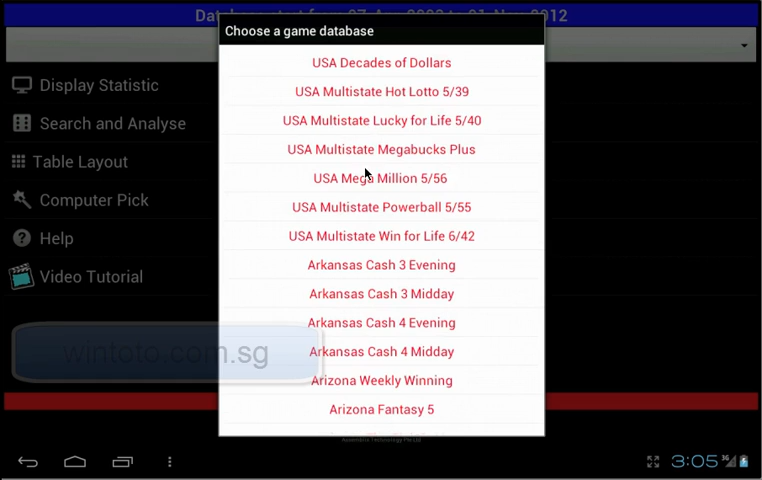 Choose a game database
USA Decades of Dollars
USA Multistate Hot Lotto 5/39
USA Multistate Lucky for Life 5/40
USA Multistate Megabucks Plus
USA Mega Million 5/56
USA Multistate Powerball 5/55
USA Multistate Win for Life 6/42
Arkansas Cash 3 Evening
Arkansas Cash 3 Midday
Arkansas Cash 4 Evening
Arkansas Cash 4 Midday
Arizona Weekly Winning
Arizona Fantasy 5
Display Statistic
Search and Analyse
Table Layout
Computer Pick
Help
Video Tutorial
wintoto.com.sg
3:05
3G